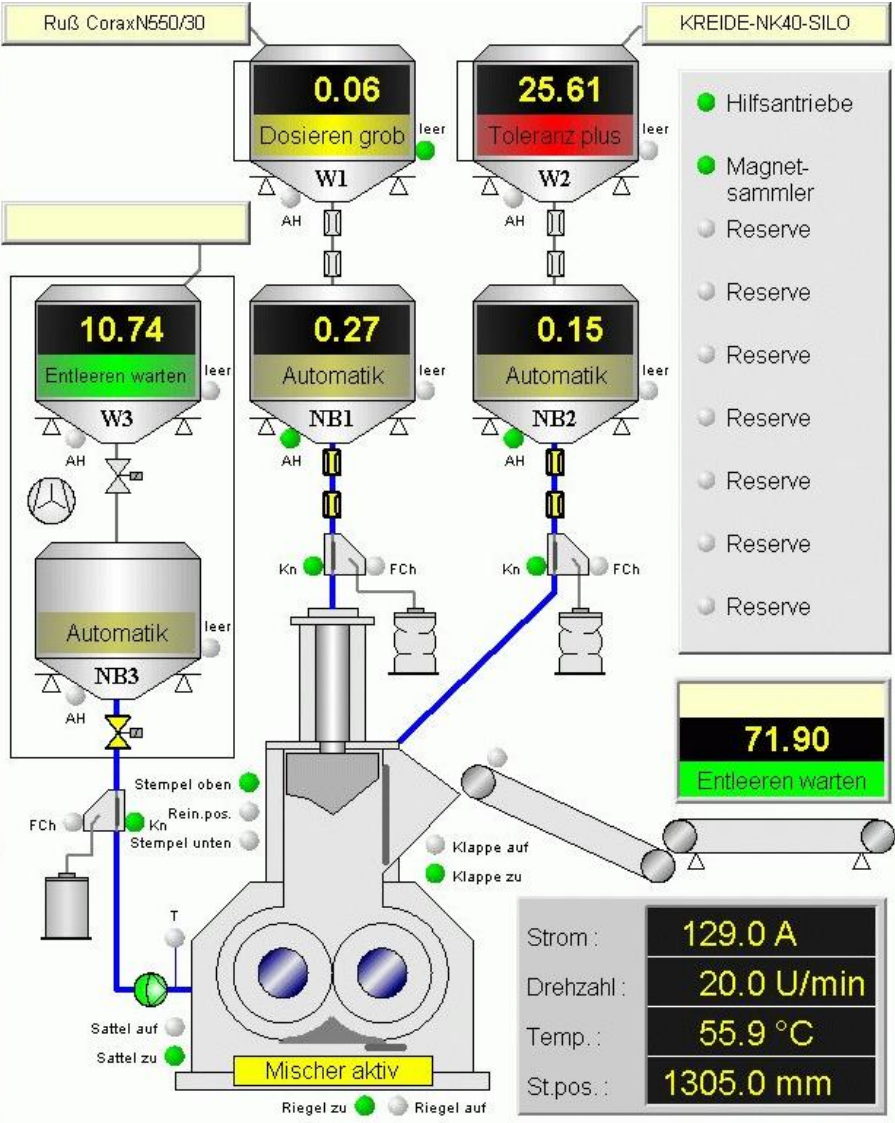 Ruß CoraxN550/30
KREIDE-NK40-SILO
0.06
Dosieren grob
leer
W1
AH
25.61
Toleranz plus
leer
W2
AH
Hilfsantriebe
Magnet-
sammler
Reserve
Reserve
Reserve
Reserve
Reserve
Reserve
Reserve
10.74
Entleeren warten
leer
W3
AH
0.27
Automatik
leer
NB1
AH
0.15
Automatik
leer
NB2
AH
Kn
FCh
Kn
FCh
Automatik
leer
NB3
AH
71.90
Entleeren warten
FCh
Kn
Stempel oben
Rein.pos.
Stempel unten
Klappe auf
Klappe zu
T
Sattel auf
Sattel zu
Mischer aktiv
Riegel zu
Riegel auf
Strom : 129.0 A
Drehzahl : 20.0 U/min
Temp. : 55.9 °C
St.pos. : 1305.0 mm